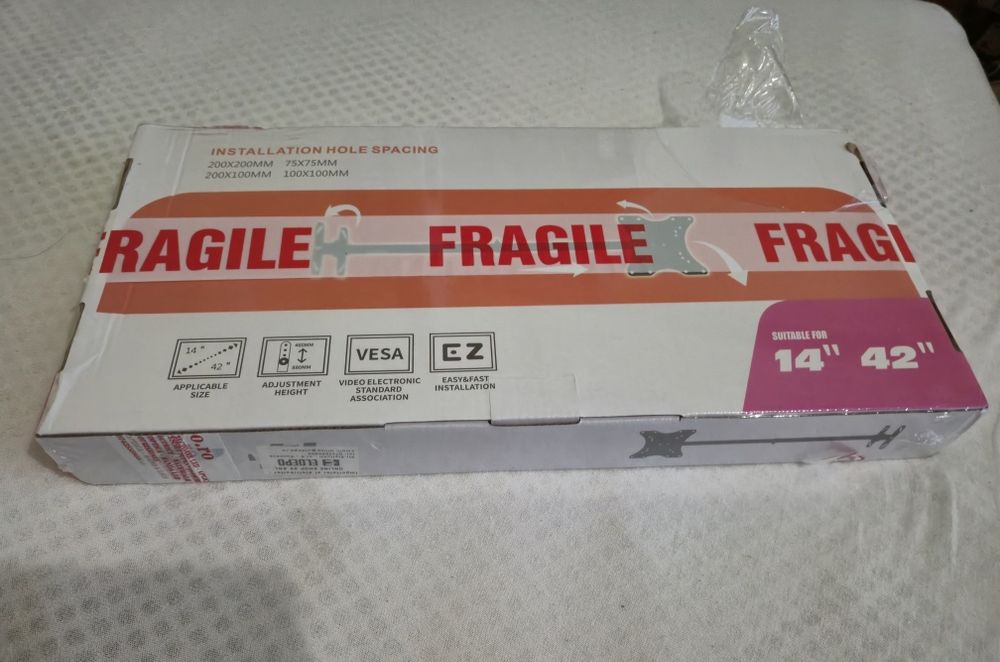 INSTALLATION HOLE SPACING
200X200MM 75X75MM
200X100MM 100X100MM
FRAGILE FRAGILE FRAGI
14" 42"
APPLICABLE
SIZE
400MM
ADJUSTMENT
HEIGHT
VESA
VIDEO ELECTRONIC
STANDARD
ASSOCIATION
EZ
EASY&FAST
INSTALLATION
SUITABLE FOR
14" 42"